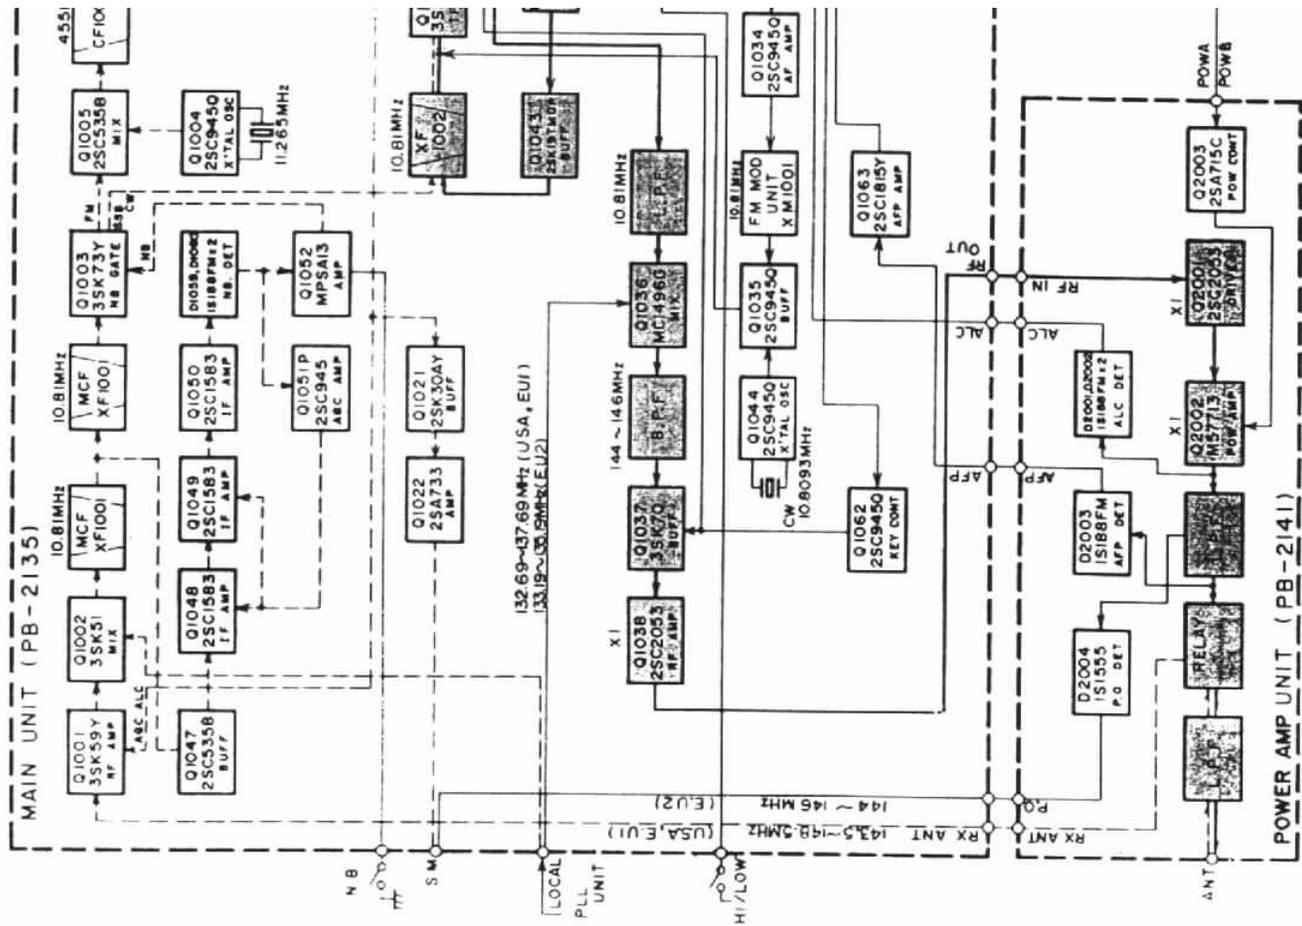 MAIN UNIT (PB-2135)
455
CF100
Q1005
2SC535B
MIX
Q1004
2SC945Q
X'TAL OSC
11.265MHz
FM
SSB
CW
NB
Q1003
3SK73Y
NB GATE
D1059,D1060
1S188FM×2
NB. DET
Q1052
MPSA13
AMP
10.81MHz
MCF
XF1001
Q1050
2SC1583
IF AMP
Q1051P
2SC945
AGC AMP
Q1021
2SK30AY
BUFF
10.81MHz
MCF
XF1001
Q1049
2SC1583
IF AMP
Q1022
2SA733
AMP
Q1002
3SK51
MIX
Q1048
2SC1583
IF AMP
Q1001
3SK59Y
RF AMP
AGC ALC
Q1047
2SC535B
BUFF
10.81MHz
XF
1002
Q1043
BUFF
10.81MHz
L.P.F.
Q1036
MC1496G
MIX
144~146MHz
B.P.F.
Q1037
3SK70
BUFF
X1
Q1038
2SC2053
RF AMP
132.69~137.69MHz (USA, EU1)
Q1034
2SC945Q
AF AMP
10.81MHz
FM MOD
UNIT
XM1001
Q1035
2SC945Q
BUFF
Q1044
2SC945Q
X'TAL OSC
CW
10.8093MHz
Q1063
2SC1815Y
AFP AMP
Q1062
2SC945Q
KEY CONT
RF
OUT
ALC
AFP
(E.U2)
144~146MHz
(USA, E.U1)
143.5~148.5MHz
RX ANT
NB
SM
LOCAL
PLL
UNIT
HI/LOW
POWER AMP UNIT (PB-2141)
POWA
POWB
Q2003
2SA715C
POW CONT
RF IN
X1
Q2001
2SC2053
DRIVER
ALC
D2001,D2002
1S188FM×2
ALC DET
X1
Q2002
M57713
POW AMP
AFP
D2003
1S188FM
AFP DET
L.P.F.
D2004
1S1555
P.O DET
RELAY
L.P.F.
P.O
RX ANT
ANT